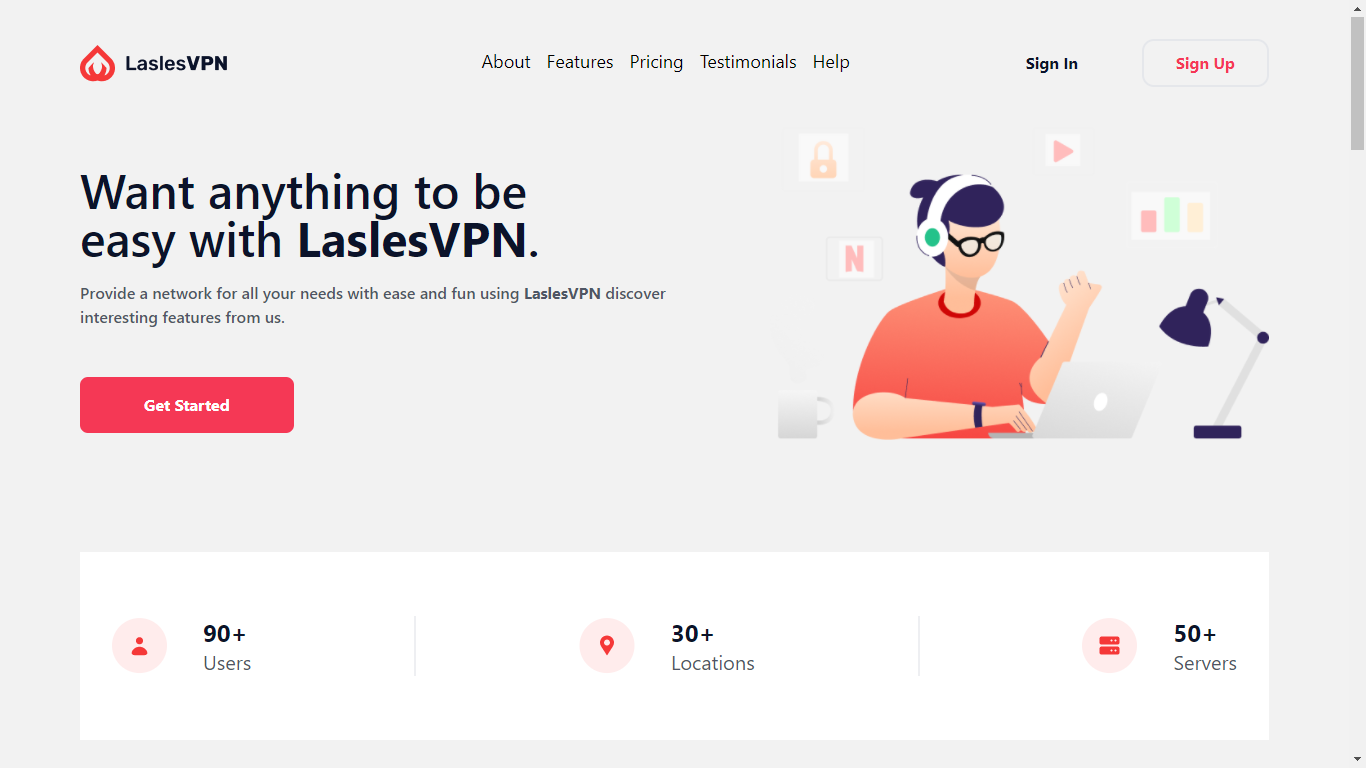 LaslesVPN
About Features Pricing Testimonials Help
Sign In
Sign Up
Want anything to be
easy with LaslesVPN.
Provide a network for all your needs with ease and fun using LaslesVPN discover
interesting features from us.
Get Started
N
90+
Users
30+
Locations
50+
Servers